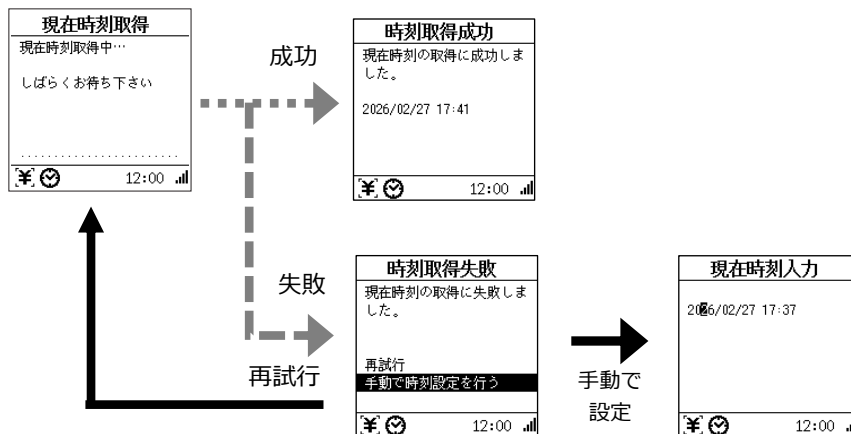 現在時刻取得
現在時刻取得中…
しばらくお待ち下さい
........................
¥ 12:00
成功
時刻取得成功
現在時刻の取得に成功しま
した。
2026/02/27 17:41
¥ 12:00
失敗
再試行
時刻取得失敗
現在時刻の取得に失敗しま
した。
再試行
手動で時刻設定を行う
¥ 12:00
手動で
設定
現在時刻入力
2026/02/27 17:37
¥ 12:00